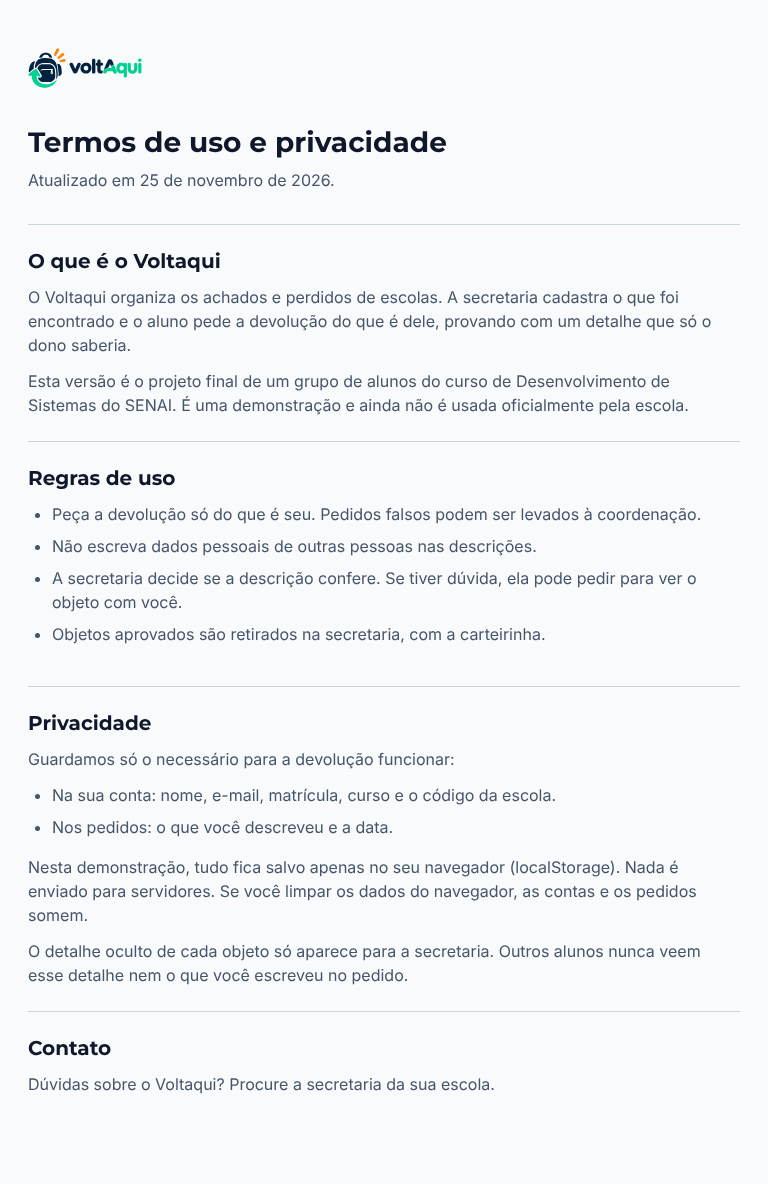 voltAqui
Termos de uso e privacidade
Atualizado em 25 de novembro de 2026.
O que é o Voltaqui
O Voltaqui organiza os achados e perdidos de escolas. A secretaria cadastra o que foi
encontrado e o aluno pede a devolução do que é dele, provando com um detalhe que só o
dono saberia.
Esta versão é o projeto final de um grupo de alunos do curso de Desenvolvimento de
Sistemas do SENAI. É uma demonstração e ainda não é usada oficialmente pela escola.
Regras de uso
• Peça a devolução só do que é seu. Pedidos falsos podem ser levados à coordenação.
• Não escreva dados pessoais de outras pessoas nas descrições.
• A secretaria decide se a descrição confere. Se tiver dúvida, ela pode pedir para ver o
objeto com você.
• Objetos aprovados são retirados na secretaria, com a carteirinha.
Privacidade
Guardamos só o necessário para a devolução funcionar:
• Na sua conta: nome, e-mail, matrícula, curso e o código da escola.
• Nos pedidos: o que você descreveu e a data.
Nesta demonstração, tudo fica salvo apenas no seu navegador (localStorage). Nada é
enviado para servidores. Se você limpar os dados do navegador, as contas e os pedidos
somem.
O detalhe oculto de cada objeto só aparece para a secretaria. Outros alunos nunca veem
esse detalhe nem o que você escreveu no pedido.
Contato
Dúvidas sobre o Voltaqui? Procure a secretaria da sua escola.